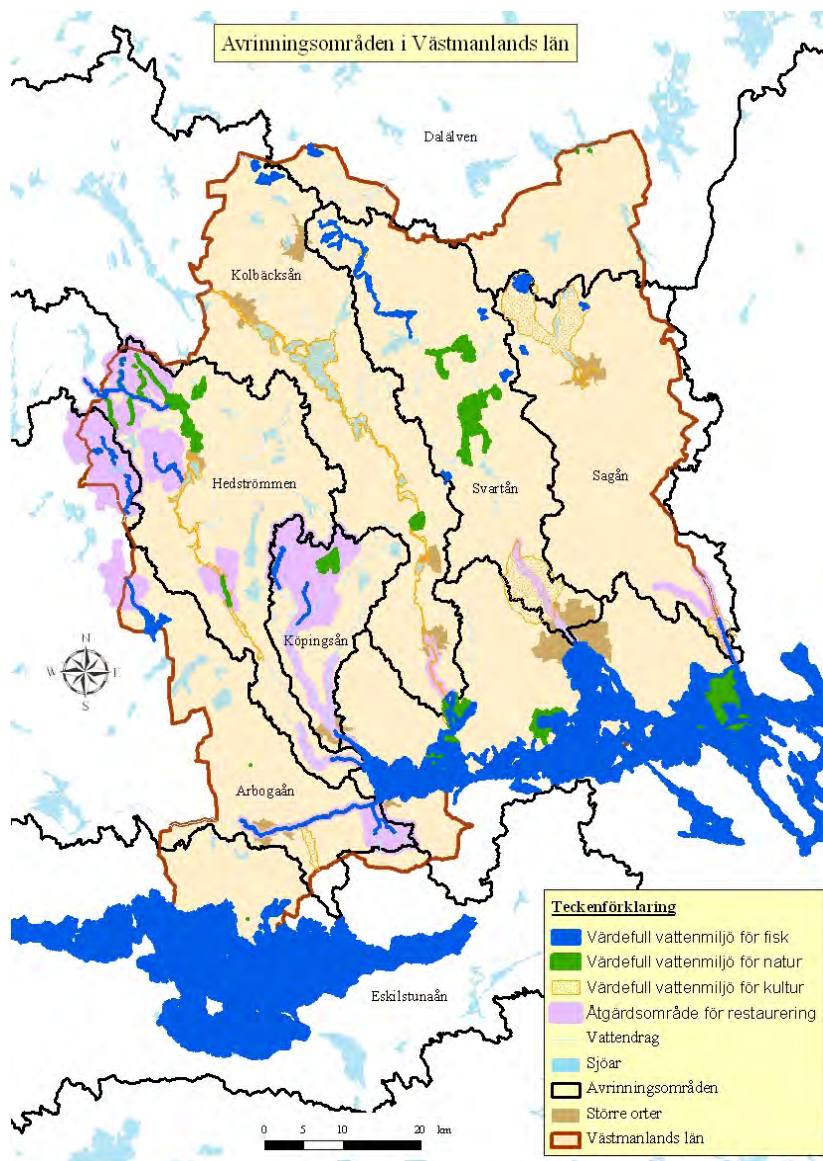 Avrinningsområden i Västmanlands län
Dalälven
Kolbäcksån
Hedströmmen
Svartån
Sagån
Köpingsån
N
W E
S
Arbogaån
Eskilstunaån
Teckenförklaring
Värdefull vattenmiljö för fisk
Värdefull vattenmiljö för natur
Värdefull vattenmiljö för kultur
Åtgärdsområde för restaurering
Vattendrag
Sjöar
Avrinningsområden
Större orter
Västmanlands län
0 5 10 20 km